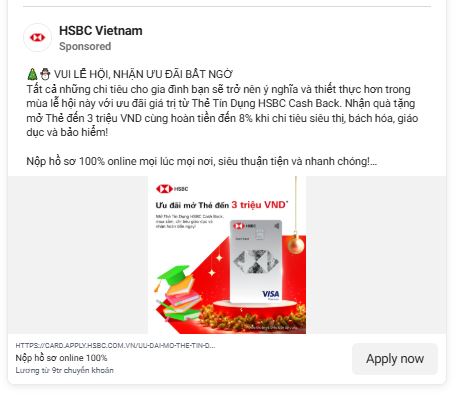 HSBC Vietnam
Sponsored
🎄⛄ VUI LỄ HỘI, NHẬN ƯU ĐÃI BẤT NGỜ
Tất cả những chi tiêu cho gia đình bạn sẽ trở nên ý nghĩa và thiết thực hơn trong
mùa lễ hội này với ưu đãi giá trị từ Thẻ Tín Dụng HSBC Cash Back. Nhận quà tặng
mở Thẻ đến 3 triệu VND cùng hoàn tiền đến 8% khi chi tiêu siêu thị, bách hóa, giáo
dục và bảo hiểm!
Nộp hồ sơ 100% online mọi lúc mọi nơi, siêu thuận tiện và nhanh chóng!...
HSBC
Ưu đãi mở Thẻ đến 3 triệu VND*
Mở Thẻ Tín Dụng HSBC Cash Back,
mua sắm, chi tiêu giáo dục và
nhận hoàn tiền ngay!
HSBC
VISA
HTTPS://CARD.APPLY.HSBC.COM.VN/UU-DAI-MO-THE-TIN-D...
Nộp hồ sơ online 100%
Lương từ 9tr chuyển khoản
Apply now